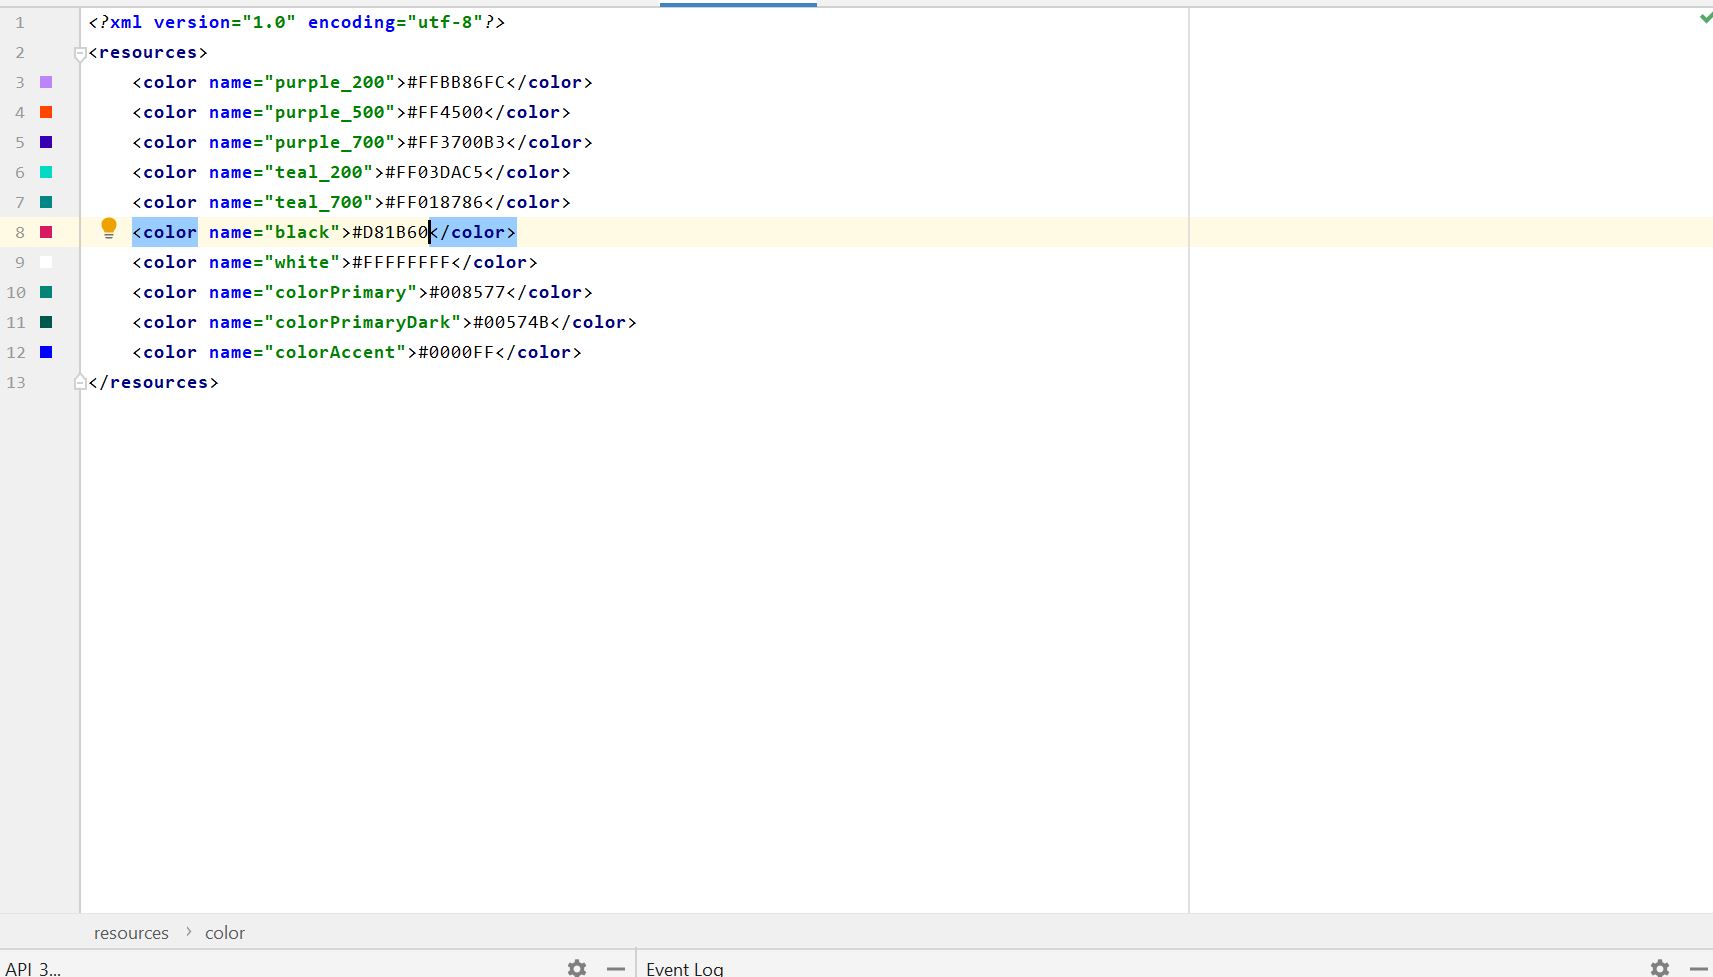 1 <?xml version="1.0" encoding="utf-8"?>
2 <resources>
3 <color name="purple_200">#FFBB86FC</color>
4 <color name="purple_500">#FF4500</color>
5 <color name="purple_700">#FF3700B3</color>
6 <color name="teal_200">#FF03DAC5</color>
7 <color name="teal_700">#FF018786</color>
8 <color name="black">#D81B60</color>
9 <color name="white">#FFFFFFFF</color>
10 <color name="colorPrimary">#008577</color>
11 <color name="colorPrimaryDark">#00574B</color>
12 <color name="colorAccent">#0000FF</color>
13 </resources>
resources › color
API 3... Event Log